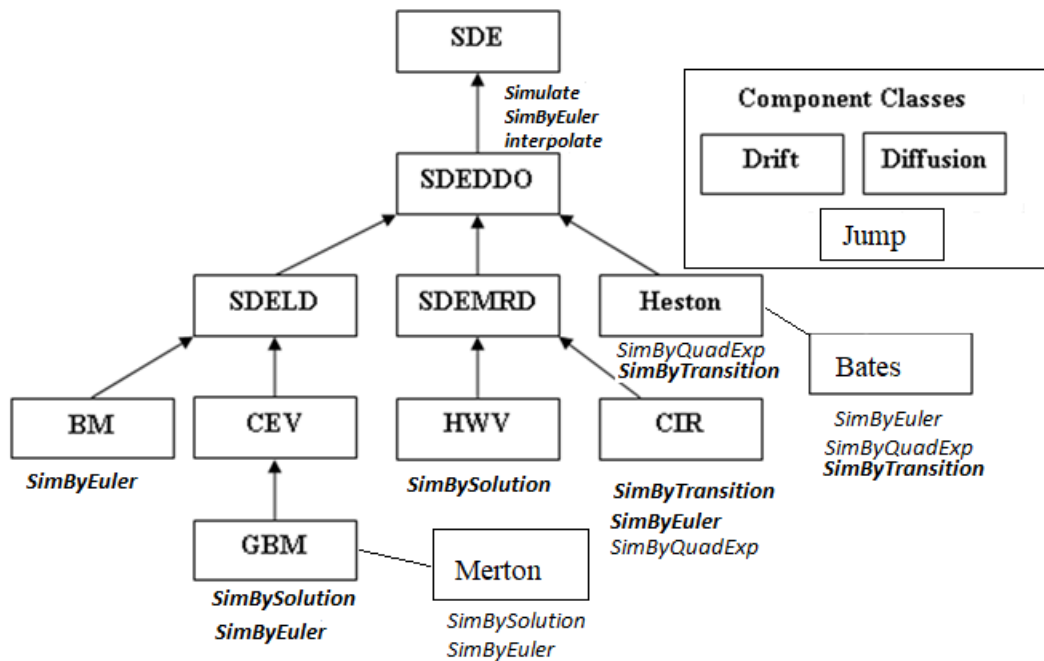 SDE
Simulate
SimByEuler
interpolate
Component Classes
Drift
Diffusion
Jump
SDEDDO
SDELD
SDEMRD
Heston
SimByQuadExp
SimByTransition
Bates
SimByEuler
SimByQuadExp
SimByTransition
BM
SimByEuler
CEV
HWV
SimBySolution
CIR
SimByTransition
SimByEuler
SimByQuadExp
GBM
SimBySolution
SimByEuler
Merton
SimBySolution
SimByEuler